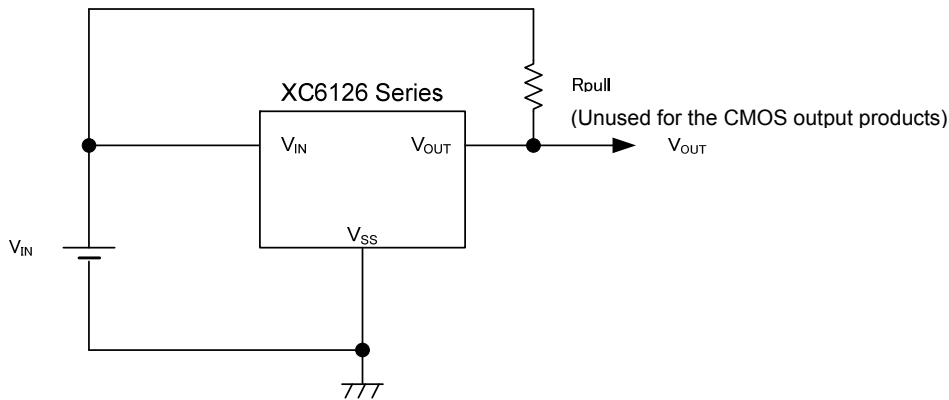 Rpull
XC6126 Series
(Unused for the CMOS output products)
VIN
VOUT
VOUT
VSS
VIN